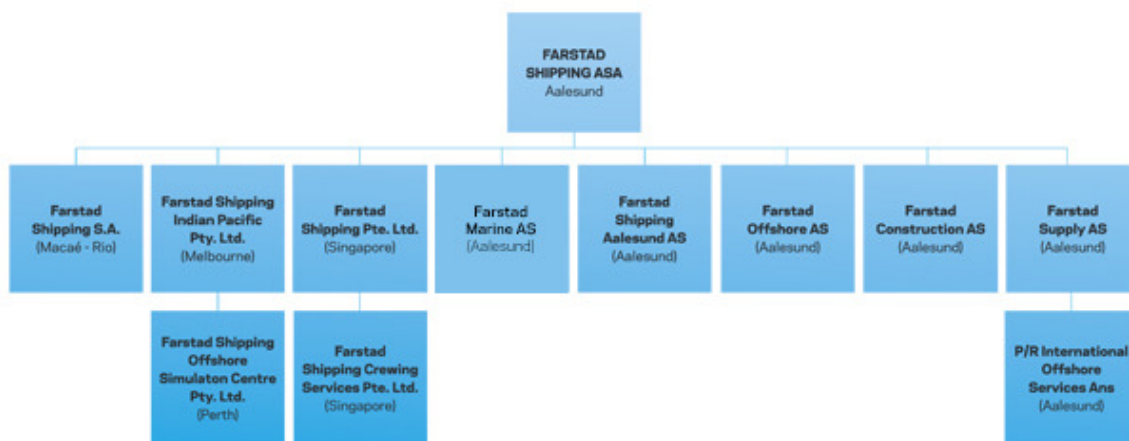 FARSTAD
SHIPPING ASA
Aalesund
Farstad
Shipping S.A.
(Macaé - Rio)
Farstad Shipping
Indian Pacific
Pty. Ltd.
(Melbourne)
Farstad
Shipping Pte. Ltd.
(Singapore)
Farstad
Marine AS
(Aalesund)
Farstad
Shipping
Aalesund AS
(Aalesund)
Farstad
Offshore AS
(Aalesund)
Farstad
Construction AS
(Aalesund)
Farstad
Supply AS
(Aalesund)
Farstad Shipping
Offshore
Simulaton Centre
Pty. Ltd.
(Perth)
Farstad
Shipping Crewing
Services Pte. Ltd.
(Singapore)
P/R International
Offshore
Services Ans
(Aalesund)